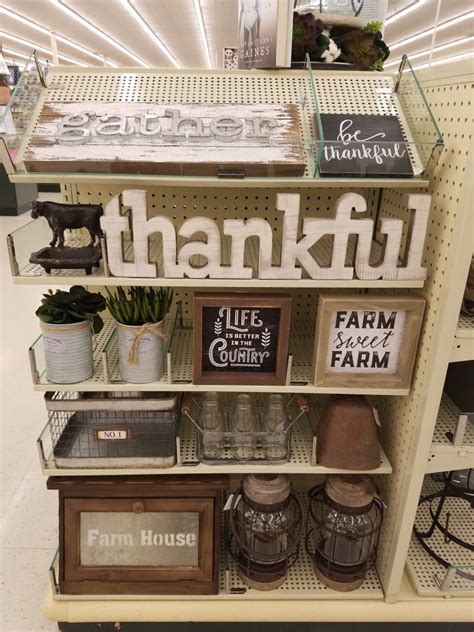 GAINES
gather
be
thankful.
thankful
LIFE
IS BETTER
IN THE
COUNTRY
FARM
sweet
FARM
NO.1
Farm House